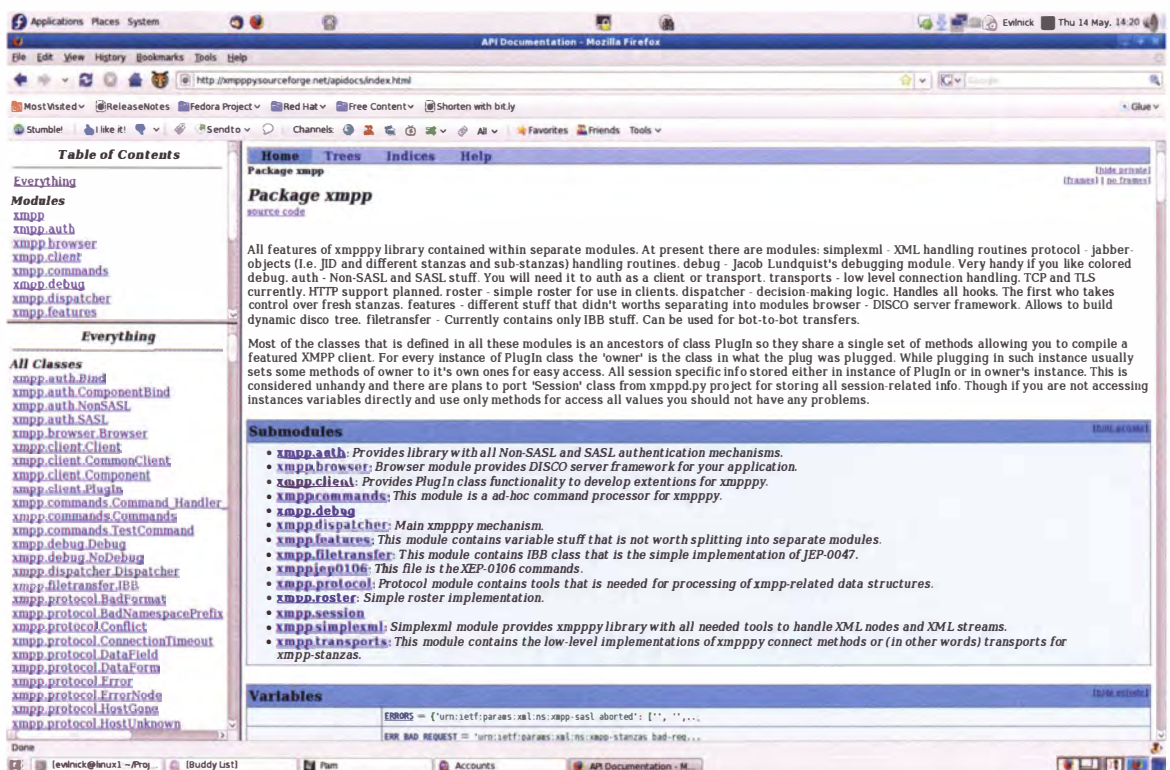 Applications Places System
Evilnick Thu 14 May, 14:20
API Documentation - Mozilla Firefox
File Edit View History Bookmarks Tools Help
http://xmpppysourceforge.net/apidocs/index.html
Google
Most Visited ReleaseNotes Fedora Project Red Hat Free Content Shorten with bit.ly
Glue
Stumble! I like it! Send to Channels: All Favorites Friends Tools
Table of Contents
Everything
Modules
xmpp
xmpp.auth
xmpp.browser
xmpp.client
xmpp.commands
xmpp.debug
xmpp.dispatcher
xmpp.features
Everything
All Classes
xmpp.auth.Bind
xmpp.auth.ComponentBind
xmpp.auth.NonSASL
xmpp.auth.SASL
xmpp.browser.Browser
xmpp.client.Client
xmpp.client.CommonClient
xmpp.client.Component
xmpp.client.PlugIn
xmpp.commands.Command_Handler_
xmpp.commands.Commands
xmpp.commands.TestCommand
xmpp.debug.Debug
xmpp.debug.NoDebug
xmpp.dispatcher.Dispatcher
xmpp.filetransfer.IBB
xmpp.protocol.BadFormat
xmpp.protocol.BadNamespacePrefix
xmpp.protocol.Conflict
xmpp.protocol.ConnectionTimeout
xmpp.protocol.DataField
xmpp.protocol.DataForm
xmpp.protocol.Error
xmpp.protocol.ErrorNode
xmpp.protocol.HostGone
xmpp.protocol.HostUnknown
Home Trees Indices Help
Package xmpp
[hide private]
[frames] | no frames]
Package xmpp
source code
All features of xmpppy library contained within separate modules. At present there are modules: simplexml - XML handling routines protocol - jabber-
objects (I.e. JID and different stanzas and sub-stanzas) handling routines. debug - Jacob Lundquist's debugging module. Very handy if you like colored
debug. auth - Non-SASL and SASL stuff. You will need it to auth as a client or transport. transports - low level connection handling. TCP and TLS
currently. HTTP support planned. roster - simple roster for use in clients. dispatcher - decision-making logic. Handles all hooks. The first who takes
control over fresh stanzas. features - different stuff that didn't worths separating into modules browser - DISCO server framework. Allows to build
dynamic disco tree. filetransfer - Currently contains only IBB stuff. Can be used for bot-to-bot transfers.
Most of the classes that is defined in all these modules is an ancestors of class PlugIn so they share a single set of methods allowing you to compile a
featured XMPP client. For every instance of PlugIn class the 'owner' is the class in what the plug was plugged. While plugging in such instance usually
sets some methods of owner to it's own ones for easy access. All session specific info stored either in instance of PlugIn or in owner's instance. This is
considered unhandy and there are plans to port 'Session' class from xmppd.py project for storing all session-related info. Though if you are not accessing
instances variables directly and use only methods for access all values you should not have any problems.
Submodules [hide private]
• xmpp.auth: Provides library with all Non-SASL and SASL authentication mechanisms.
• xmpp.browser: Browser module provides DISCO server framework for your application.
• xmpp.client: Provides PlugIn class functionality to develop extentions for xmpppy.
• xmpp.commands: This module is a ad-hoc command processor for xmpppy.
• xmpp.debug
• xmpp.dispatcher: Main xmpppy mechanism.
• xmpp.features: This module contains variable stuff that is not worth splitting into separate modules.
• xmpp.filetransfer: This module contains IBB class that is the simple implementation of JEP-0047.
• xmpp.jep0106: This file is the XEP-0106 commands.
• xmpp.protocol: Protocol module contains tools that is needed for processing of xmpp-related data structures.
• xmpp.roster: Simple roster implementation.
• xmpp.session
• xmpp.simplexml: Simplexml module provides xmpppy library with all needed tools to handle XML nodes and XML streams.
• xmpp.transports: This module contains the low-level implementations of xmpppy connect methods or (in other words) transports for
xmpp-stanzas.
Variables [hide private]
ERRORS = {'urn:ietf:params:xml:ns:xmpp-sasl aborted': ['', '',...
ERR_BAD_REQUEST = 'urn:ietf:params:xml:ns:xmpp-stanzas bad-req...
Done
[evilnick@linux1 ~/Proj... [Buddy List] Pam Accounts API Documentation - M...